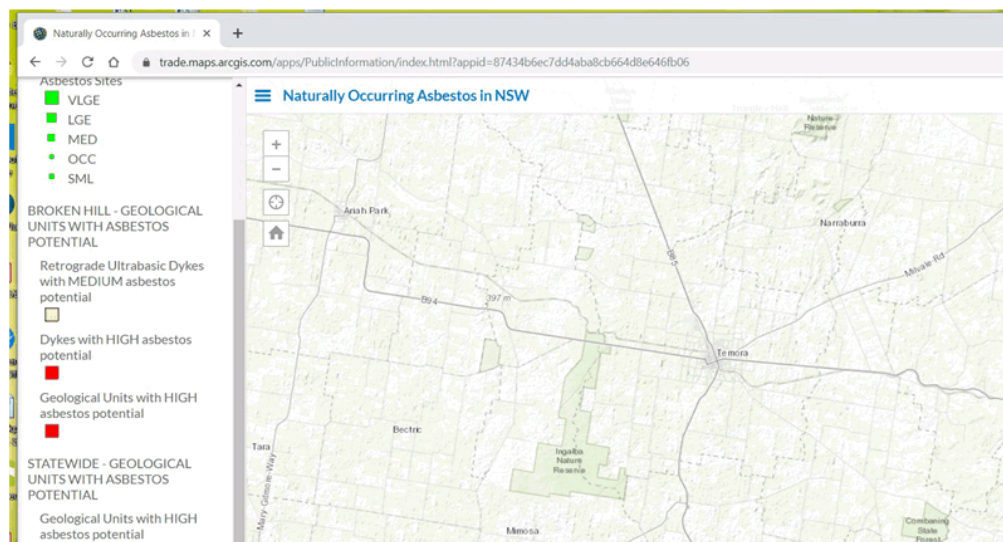 Naturally Occurring Asbestos in
trade.maps.arcgis.com/apps/PublicInformation/index.html?appid=87434b6ec7dd4aba8cb664d8e646fb06
Asbestos Sites
VLGE
LGE
MED
OCC
SML
BROKEN HILL - GEOLOGICAL
UNITS WITH ASBESTOS
POTENTIAL
Retrograde Ultrabasic Dykes
with MEDIUM asbestos
potential
Dykes with HIGH asbestos
potential
Geological Units with HIGH
asbestos potential
STATEWIDE - GEOLOGICAL
UNITS WITH ASBESTOS
POTENTIAL
Geological Units with HIGH
asbestos potential
Naturally Occurring Asbestos in NSW
Nature
Reserve
Ariah Park
Narraburra
Milvale Rd
B85
B94
397 m
Temora
Bectric
Tara
Ingalba
Nature
Reserve
Mary Gilmore Way
Mimosa
Combaning
State
Forest